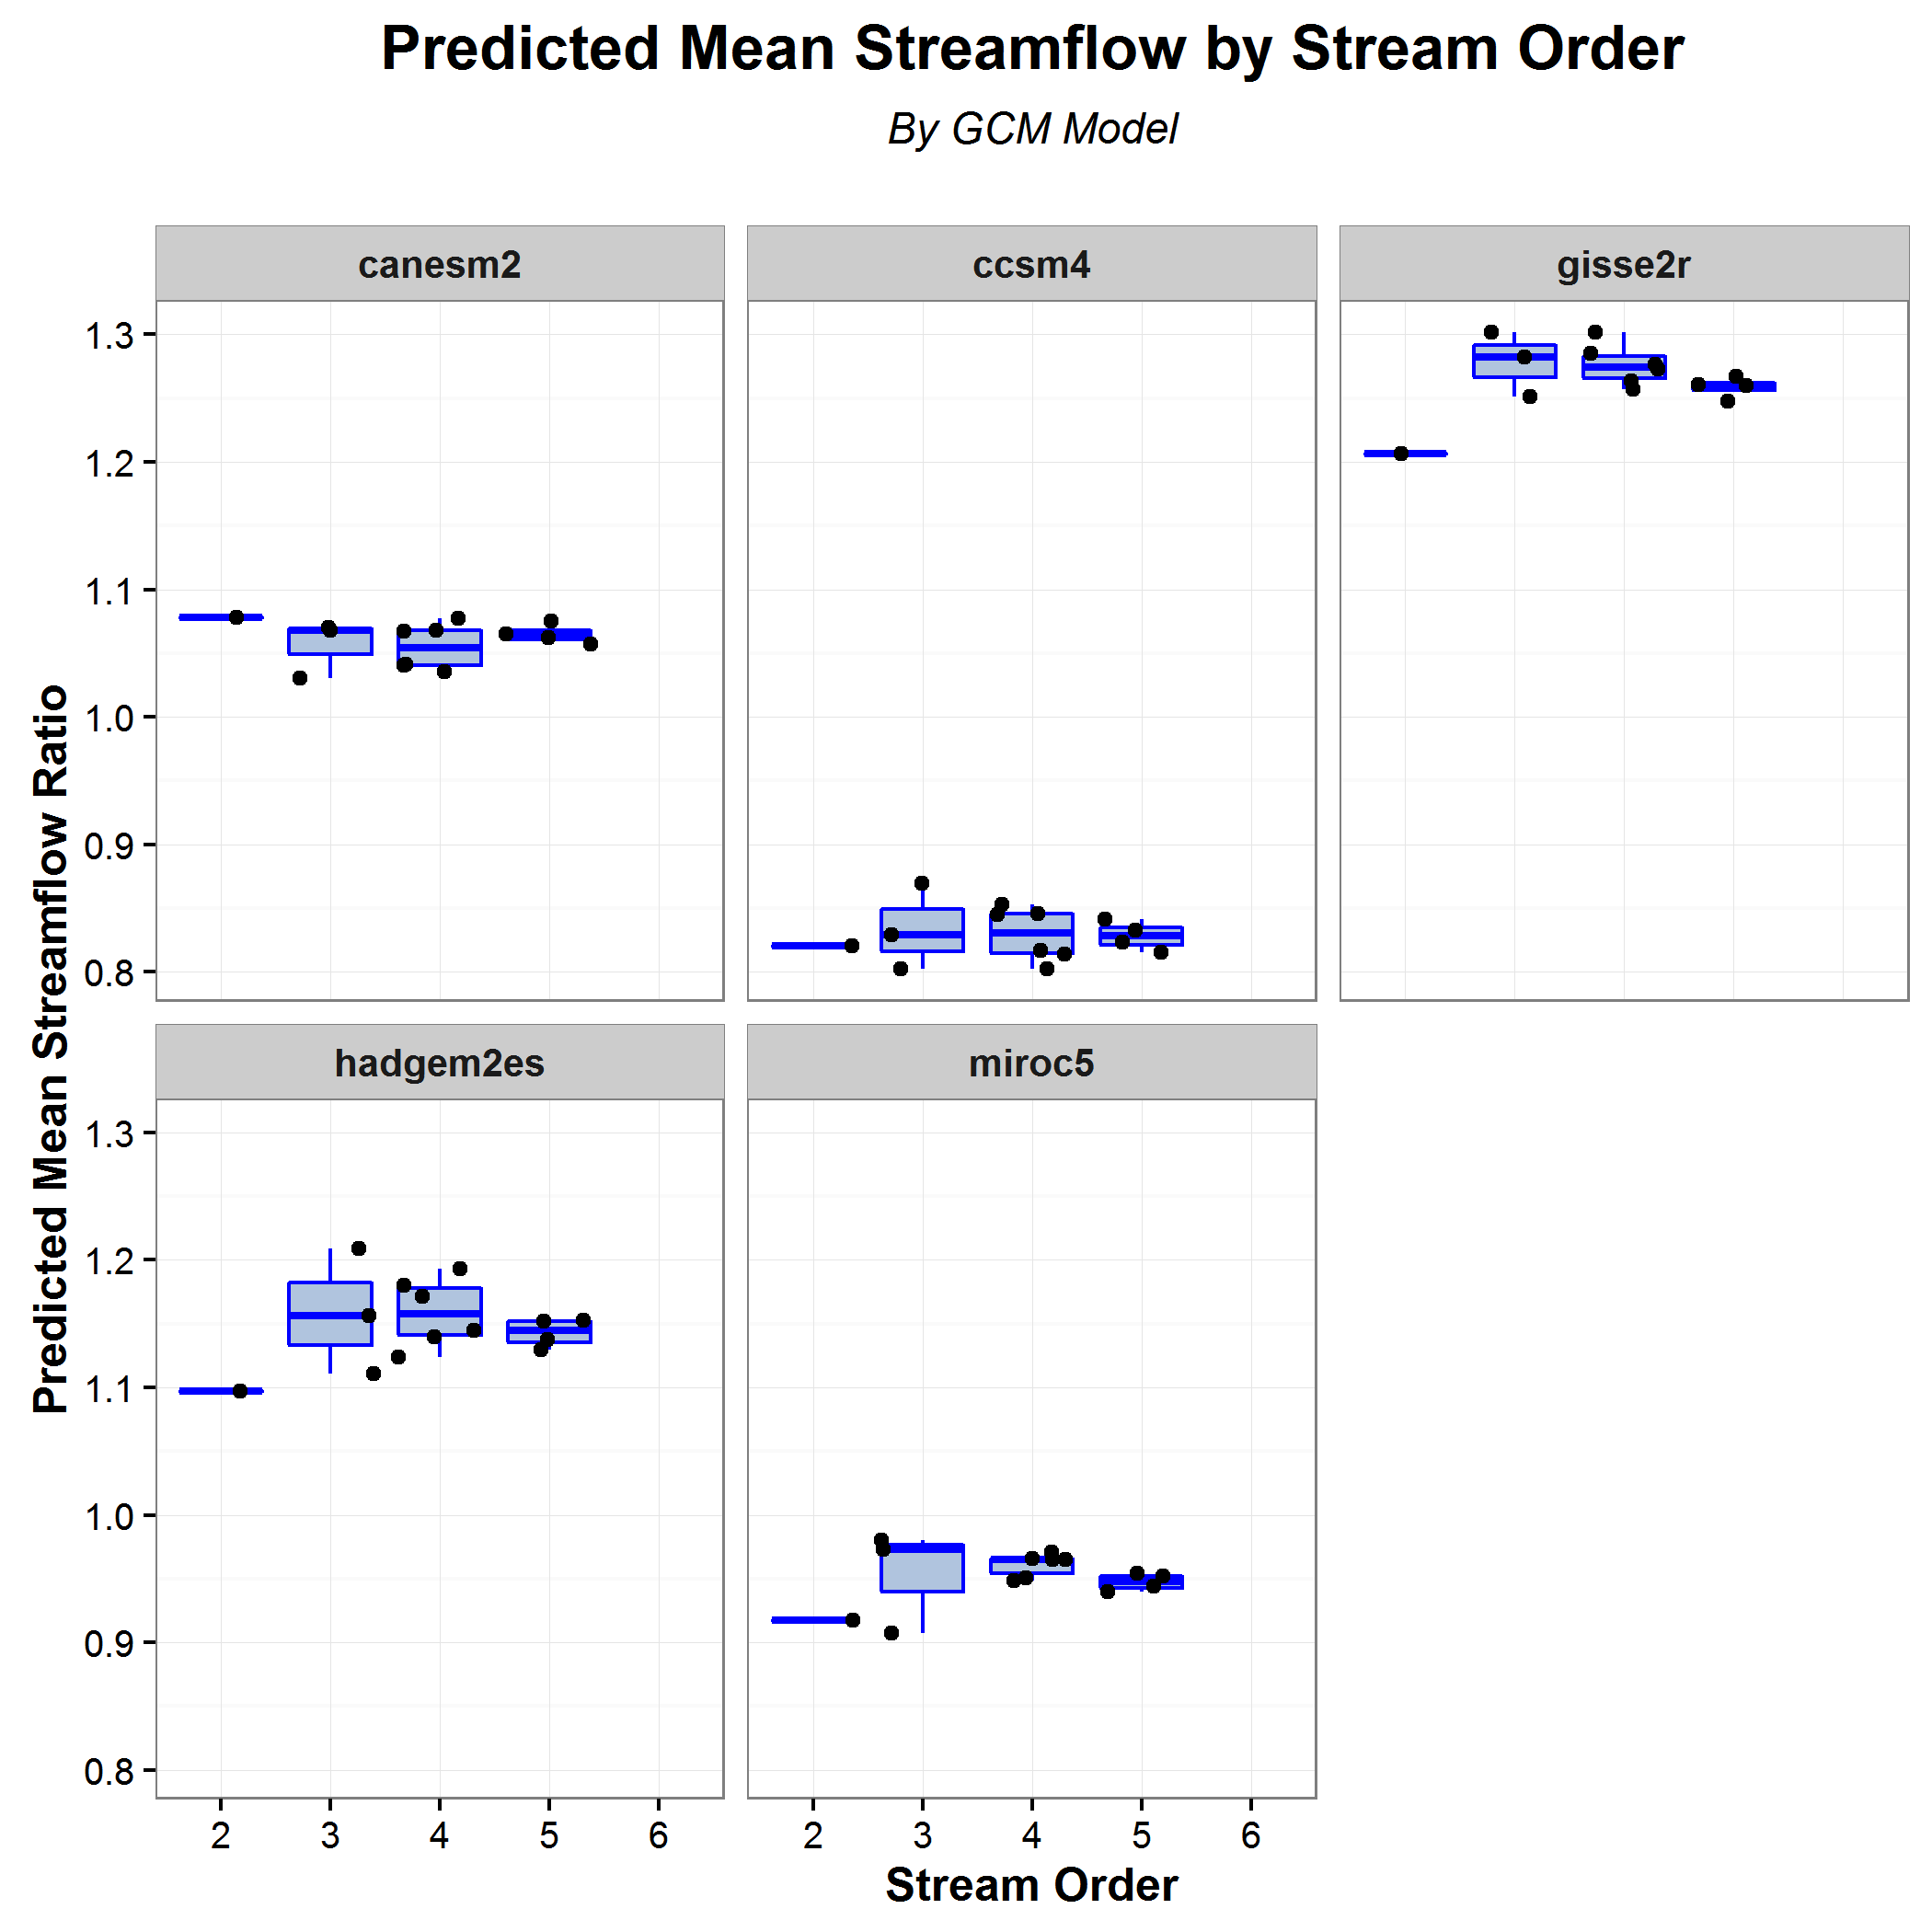 Predicted Mean Streamflow by Stream Order
By GCM Model
canesm2
ccsm4
gisse2r
1.3
1.2
1.1
1.0
0.9
0.8
Predicted Mean Streamflow Ratio
hadgem2es
miroc5
1.3
1.2
1.1
1.0
0.9
0.8
2 3 4 5 6
2 3 4 5 6
Stream Order